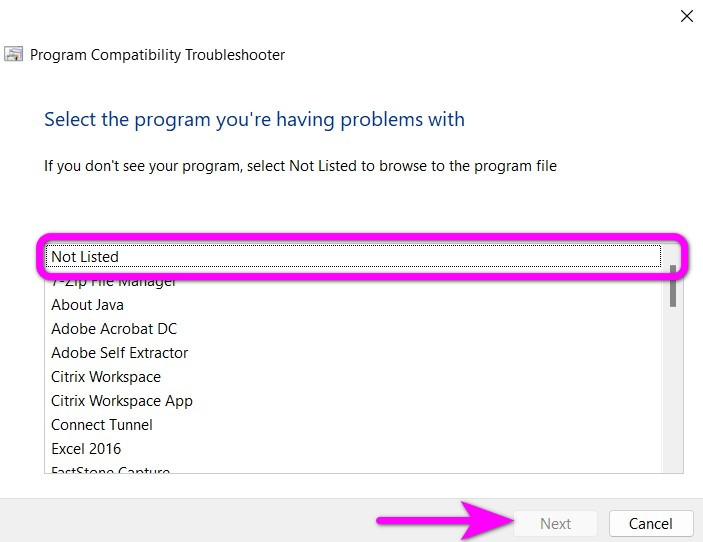 Program Compatibility Troubleshooter
Select the program you're having problems with
If you don't see your program, select Not Listed to browse to the program file
Not Listed
7-Zip File Manager
About Java
Adobe Acrobat DC
Adobe Self Extractor
Citrix Workspace
Citrix Workspace App
Connect Tunnel
Excel 2016
FastStone Capture
Next
Cancel